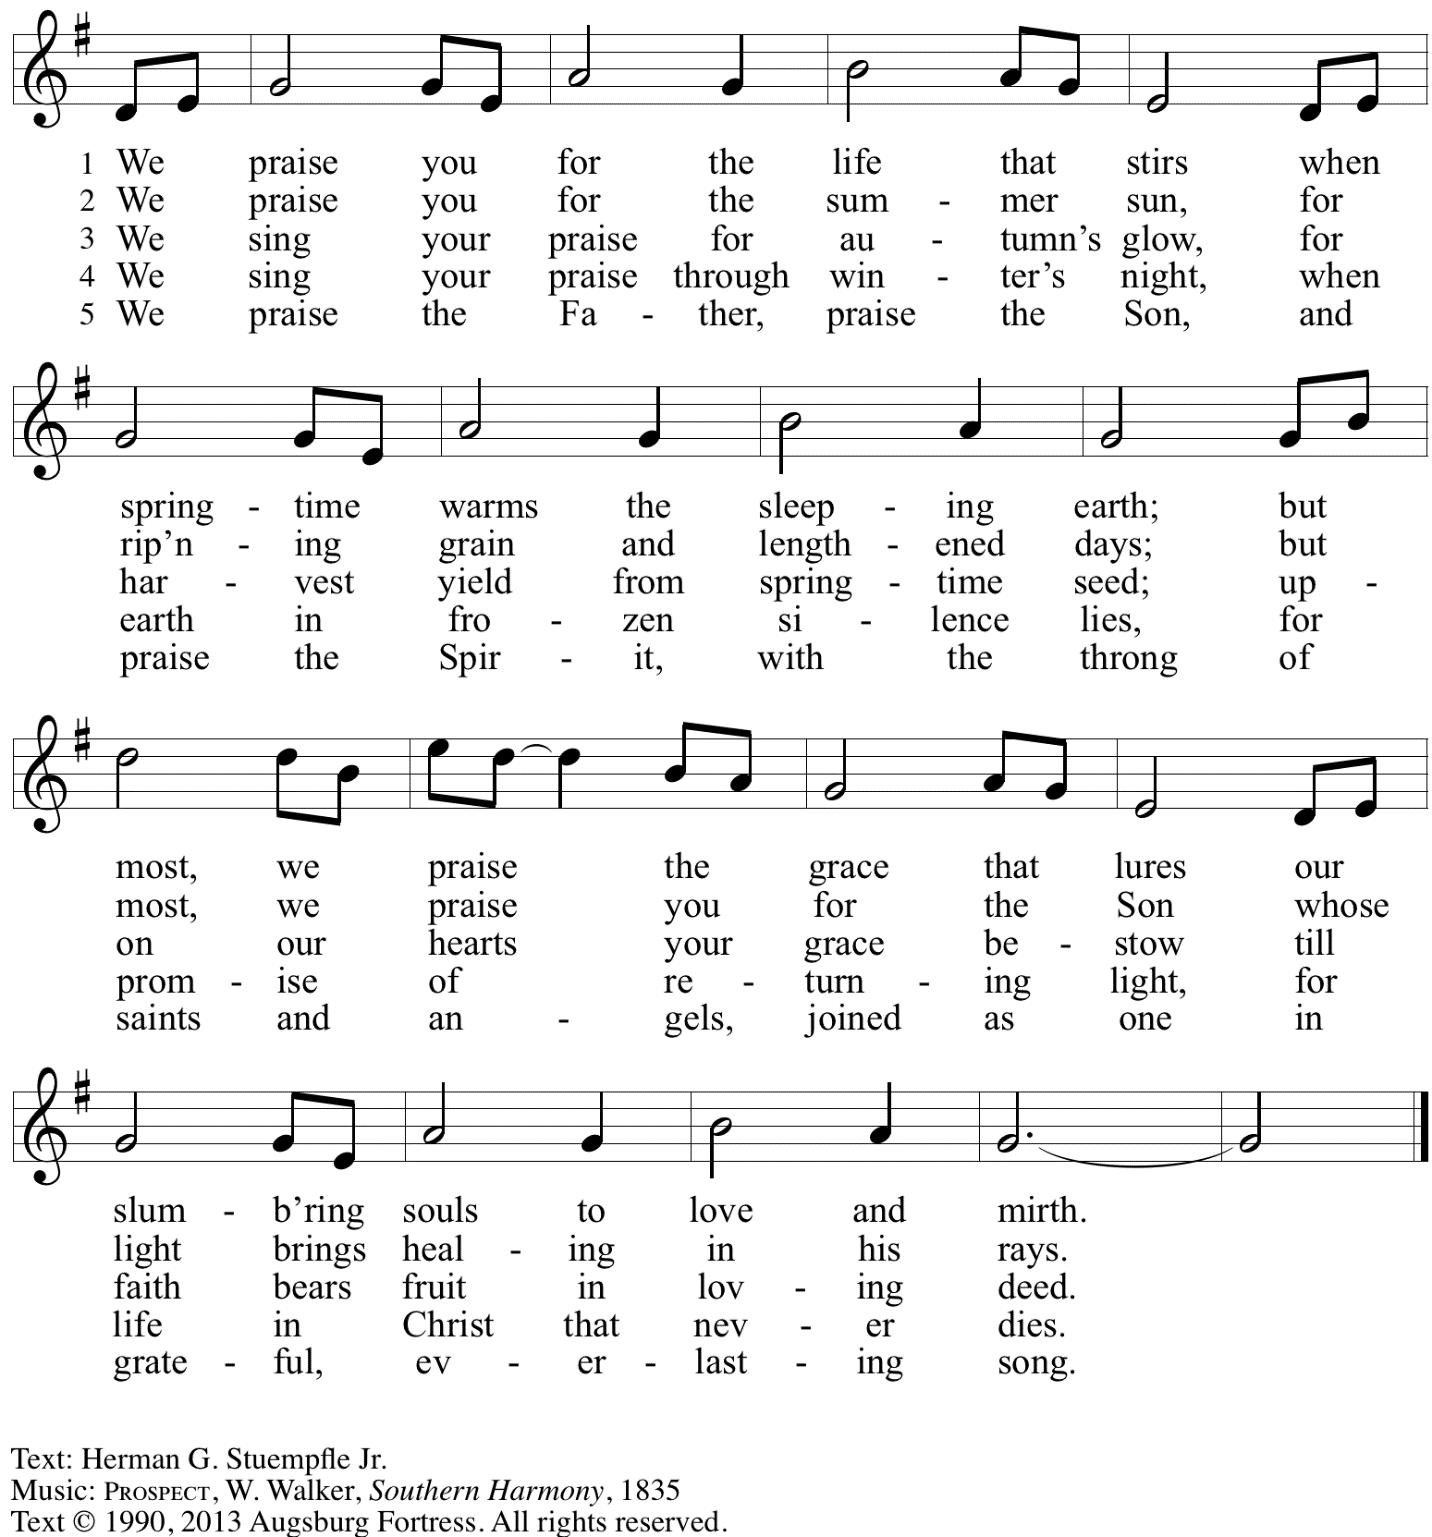 1 We praise you for the life that stirs when
2 We praise you for the sum - mer sun, for
3 We sing your praise for au - tumn’s glow, for
4 We sing your praise through win - ter’s night, when
5 We praise the Fa - ther, praise the Son, and
spring - time warms the sleep - ing earth; but
rip’n - ing grain and length - ened days; but
har - vest yield from spring - time seed; up -
earth in fro - zen si - lence lies, for
praise the Spir - it, with the throng of
most, we praise the grace that lures our
most, we praise you for the Son whose
on our hearts your grace be - stow till
prom - ise of re - turn - ing light, for
saints and an - gels, joined as one in
slum - b’ring souls to love and mirth.
light brings heal - ing in his rays.
faith bears fruit in lov - ing deed.
life in Christ that nev - er dies.
grate - ful, ev - er - last - ing song.
Text: Herman G. Stuempfle Jr.
Music: PROSPECT, W. Walker, Southern Harmony, 1835
Text © 1990, 2013 Augsburg Fortress. All rights reserved.